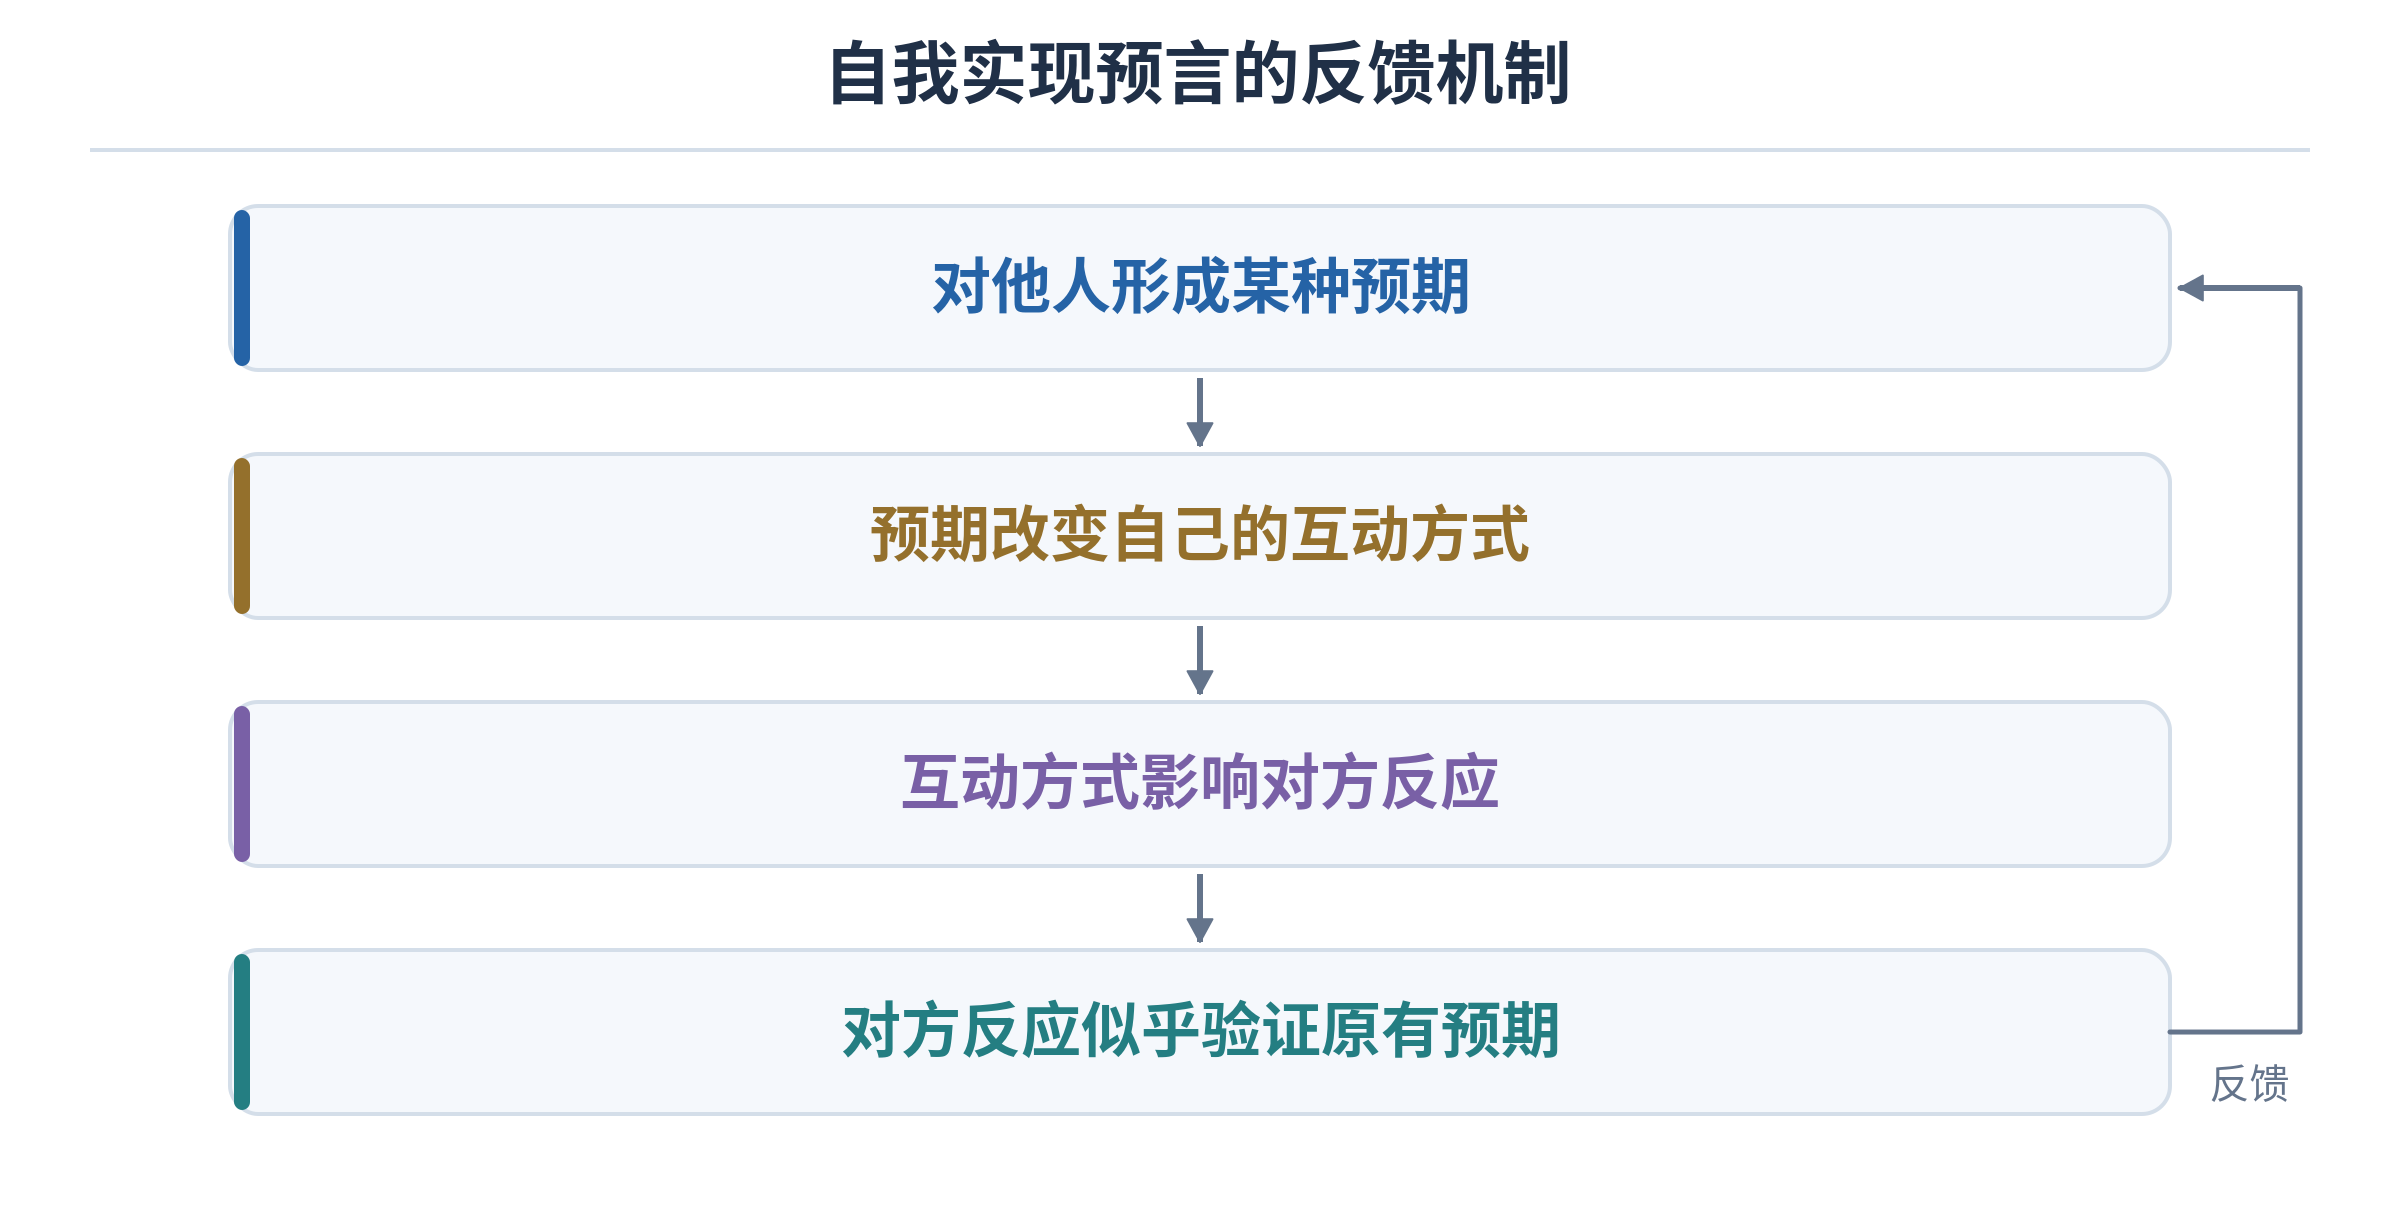 自我实现预言的反馈机制
对他人形成某种预期
预期改变自己的互动方式
互动方式影响对方反应
对方反应似乎验证原有预期
反馈